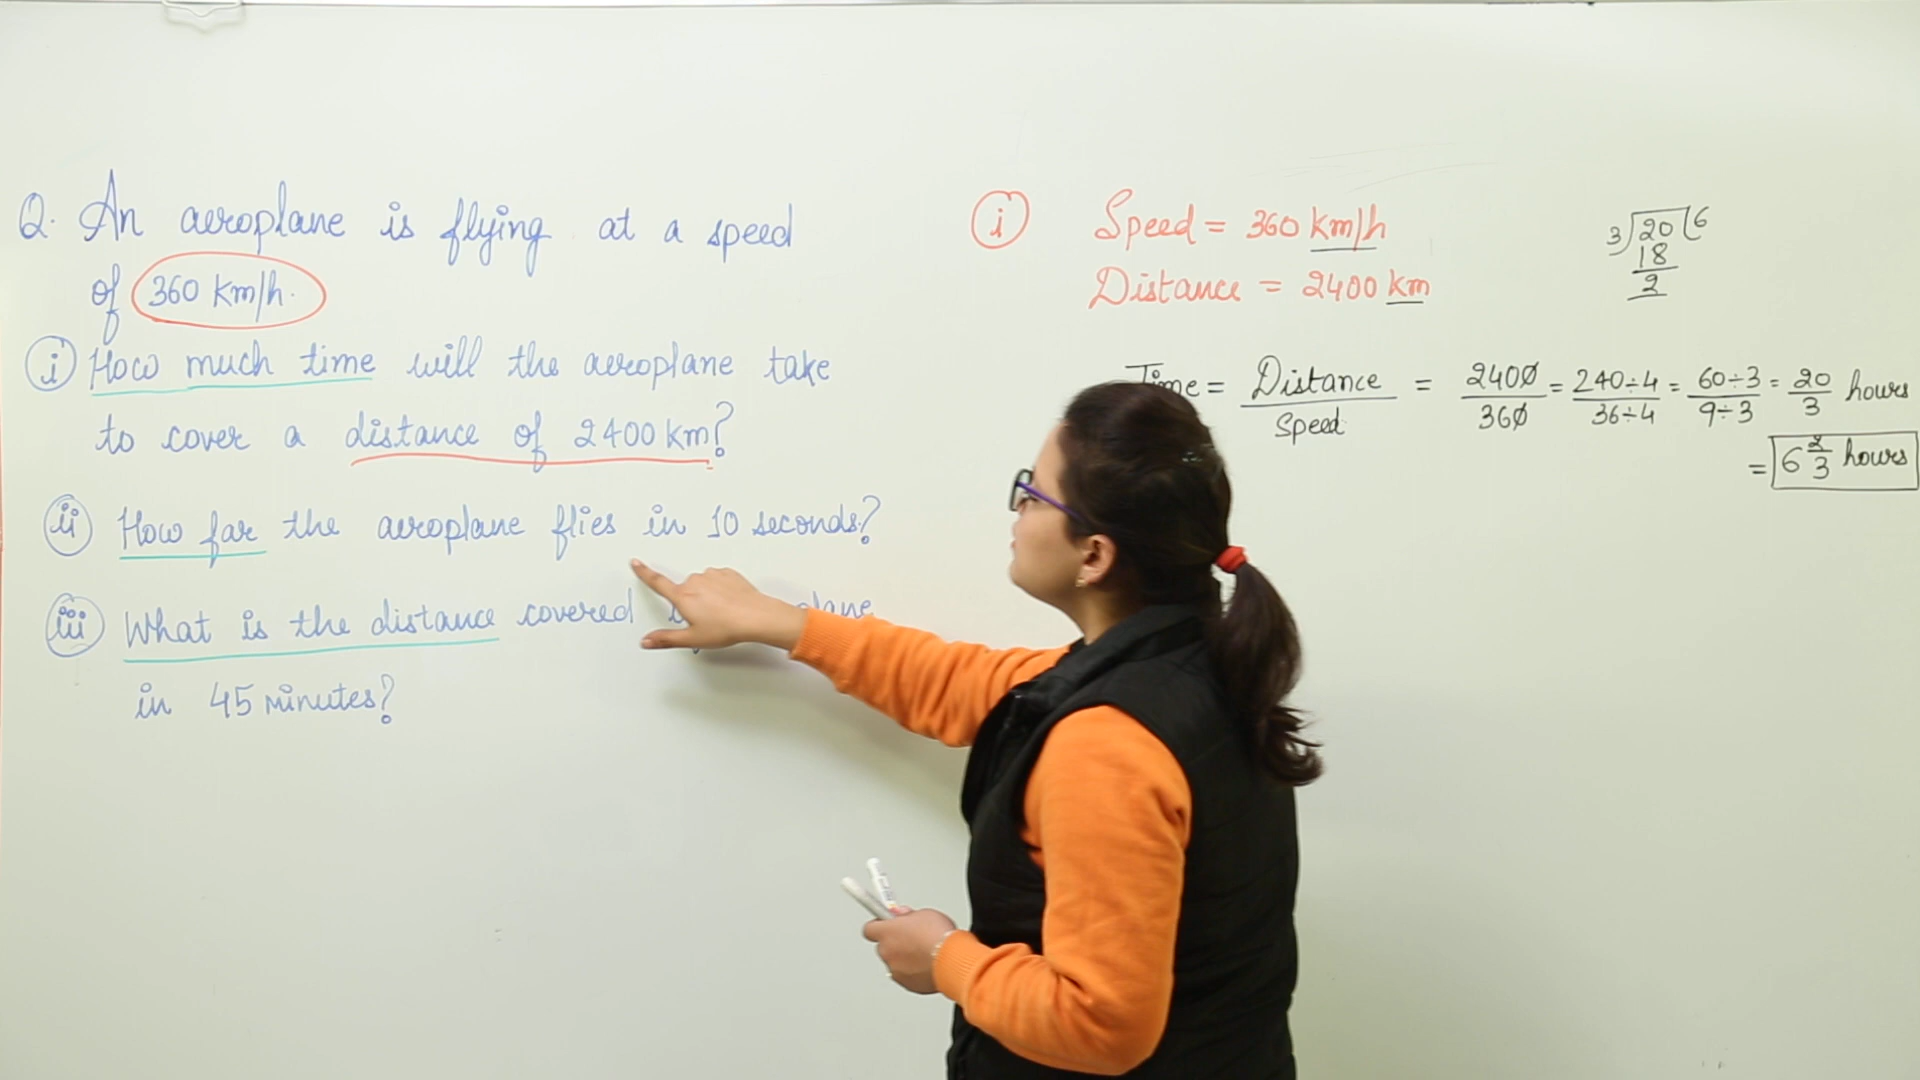 Q. An aeroplane is flying at a speed
of 360 km/h.
i How much time will the aeroplane take
to cover a distance of 2400 km?
ii How far the aeroplane flies in 10 seconds?
iii What is the distance covered
in 45 minutes?
i Speed = 360 km/h
Distance = 2400 km
3)20(6
18
2
Time = Distance/Speed = 2400/360 = 240÷4/36÷4 = 60÷3/9÷3 = 20/3 hours
= 6 2/3 hours